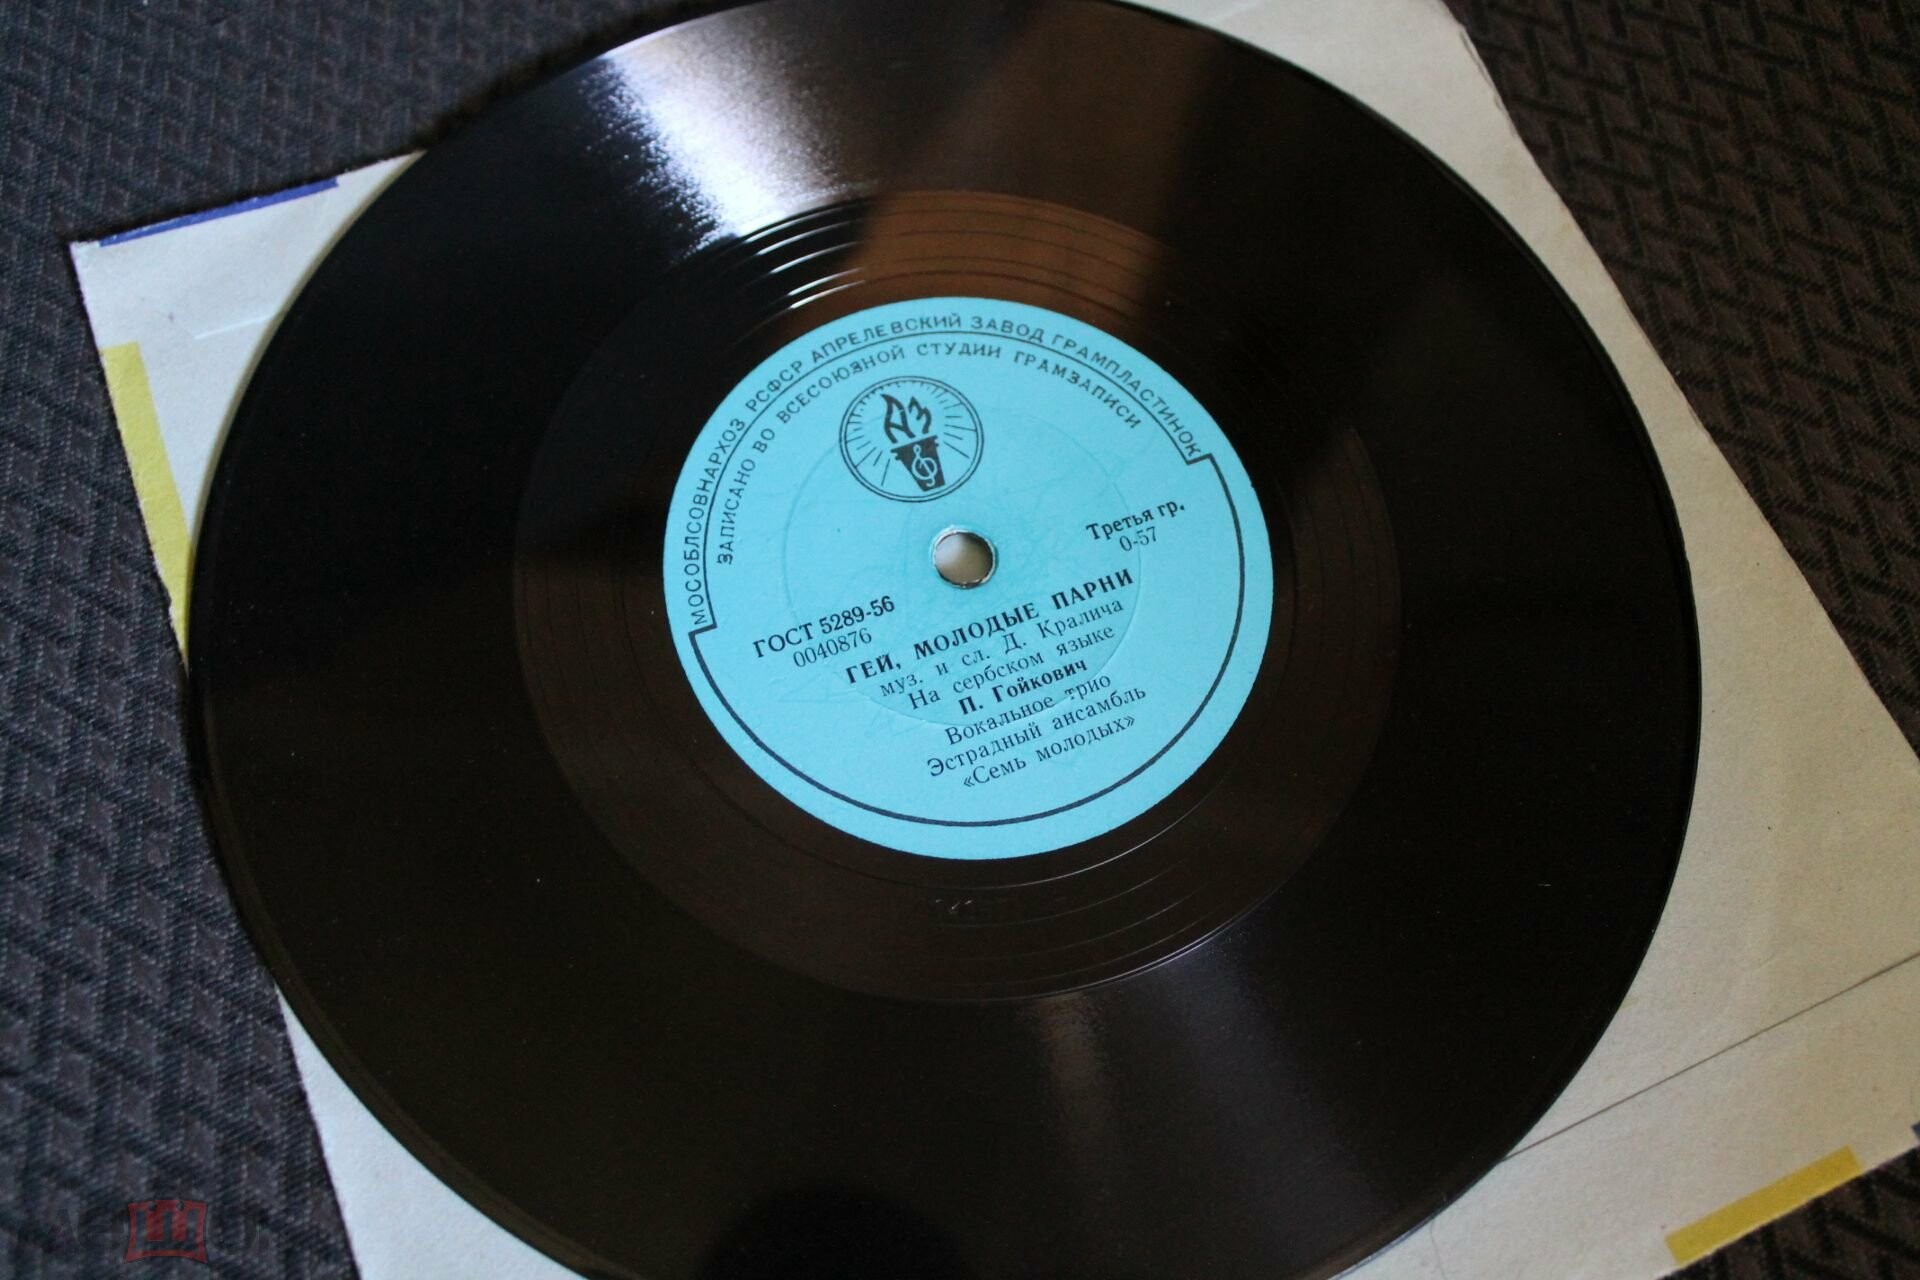 МОСОБЛСОВНАРХОЗ РСФСР АПРЕЛЕВСКИЙ ЗАВОД ГРАМПЛАСТИНОК
ЗАПИСАНО ВО ВСЕСОЮЗНОЙ СТУДИИ ГРАМЗАПИСИ
АЗ
Третья гр.
0-57
ГОСТ 5289-56
0040876
ГЕЙ, МОЛОДЫЕ ПАРНИ
муз. и сл. Д. Кралича
На сербском языке
П. Гойкович
Вокальное трио
Эстрадный ансамбль
«Семь молодых»